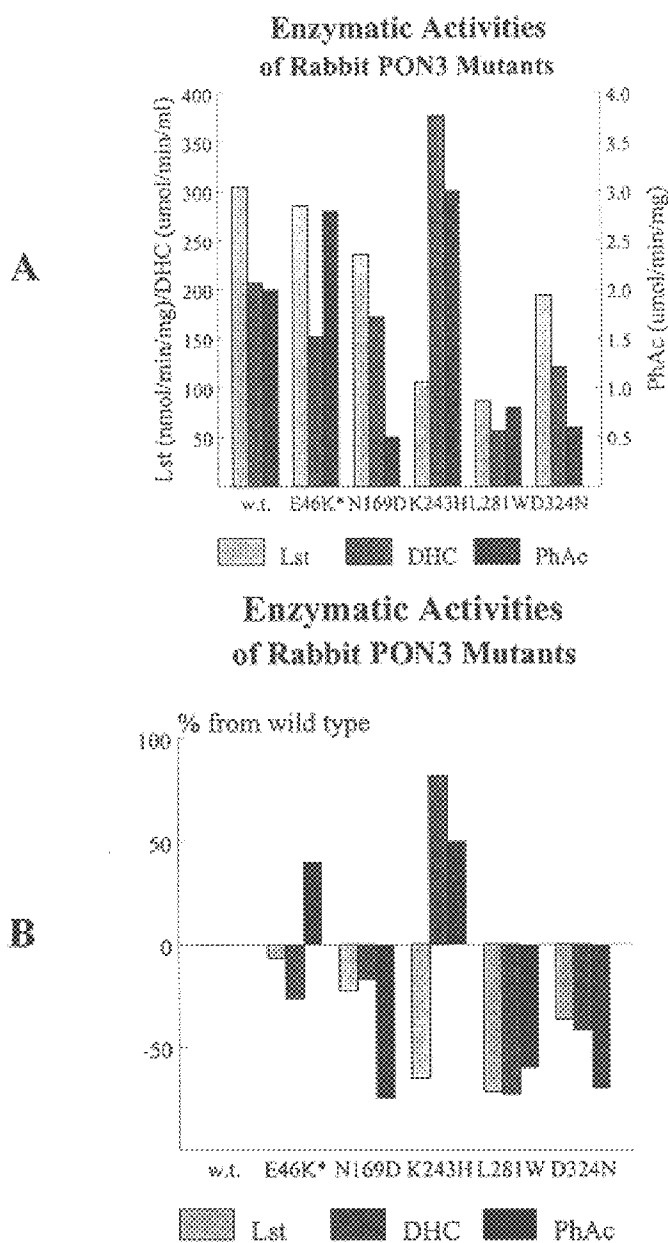 Enzymatic Activities
of Rabbit PON3 Mutants
A
Lst (nmol/min/mg)/DHC (umol/min/ml)
400
350
300
250
200
150
100
50
4.0
3.5
3.0
2.5
2.0
1.5
1.0
0.5
PhAc (umol/min/mg)
w.t. E46K* N169D K243H L281W D324N
Lst DHC PhAc
Enzymatic Activities
of Rabbit PON3 Mutants
B
% from wild type
100
50
0
-50
w.t. E46K* N169D K243H L281W D324N
Lst DHC PhAc